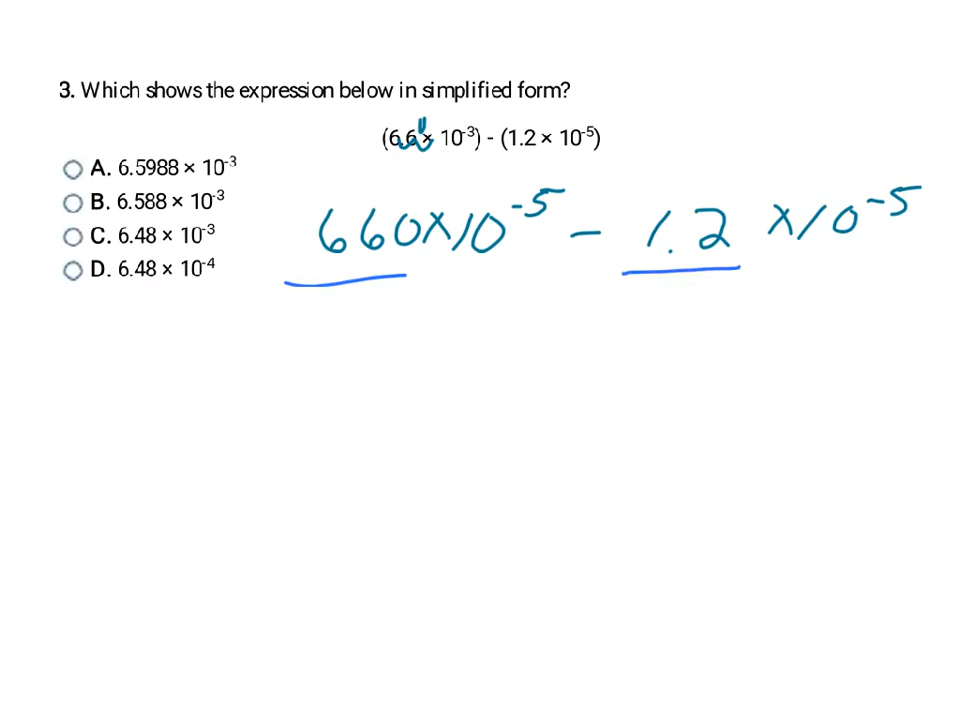 3. Which shows the expression below in simplified form?
(6.6 × 10⁻³) - (1.2 × 10⁻⁵)
A. 6.5988 × 10⁻³
B. 6.588 × 10⁻³
C. 6.48 × 10⁻³
D. 6.48 × 10⁻⁴
660 x 10⁻⁵ - 1.2 x 10⁻⁵